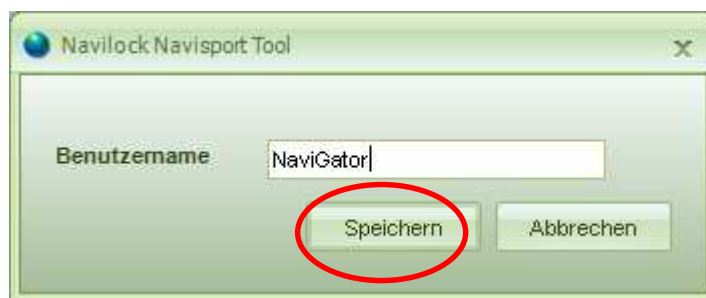 Navilock Navisport Tool
Benutzername NaviGator
Speichern Abbrechen